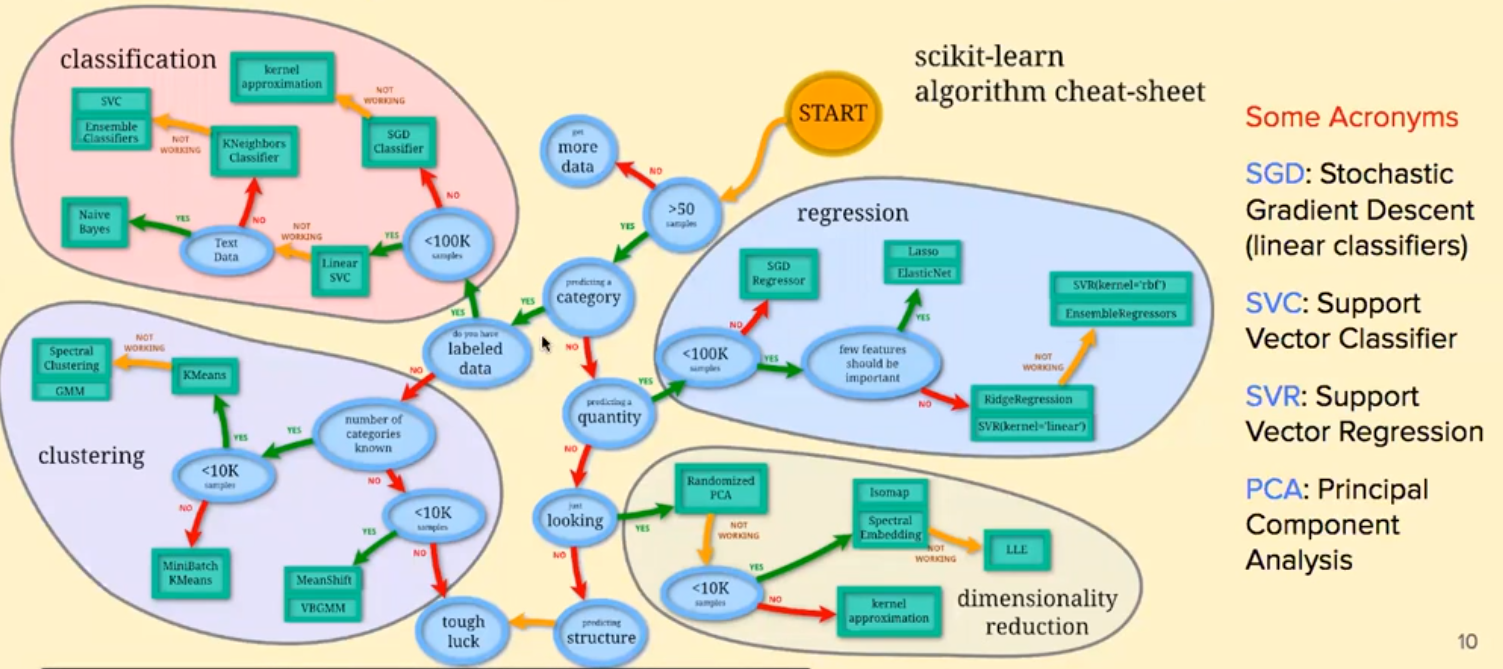 classification
kernel
approximation
NOT
WORKING
SVC
Ensemble
Classifiers
NOT
WORKING
KNeighbors
Classifier
SGD
Classifier
NO
NO
Naive
Bayes
YES
Text
Data
NOT
WORKING
Linear
SVC
YES
<100K
samples
YES
scikit-learn
algorithm cheat-sheet
START
get
more
data
NO
>50
samples
YES
predicting a
category
YES
do you have
labeled
data
NO
NO
predicting a
quantity
YES
NO
just
looking
YES
NO
predicting
structure
tough
luck
regression
SGD
Regressor
Lasso
ElasticNet
SVR(kernel='rbf')
EnsembleRegressors
NO
YES
<100K
samples
YES
few features
should be
important
NOT
WORKING
NO
RidgeRegression
SVR(kernel='linear')
clustering
Spectral
Clustering
GMM
NOT
WORKING
KMeans
YES
number of
categories
known
YES
<10K
samples
NO
NO
<10K
samples
YES
NO
MiniBatch
KMeans
MeanShift
VBGMM
Randomized
PCA
NOT
WORKING
Isomap
Spectral
Embedding
NOT
WORKING
LLE
YES
<10K
samples
NO
kernel
approximation
dimensionality
reduction
Some Acronyms
SGD: Stochastic
Gradient Descent
(linear classifiers)
SVC: Support
Vector Classifier
SVR: Support
Vector Regression
PCA: Principal
Component
Analysis
10